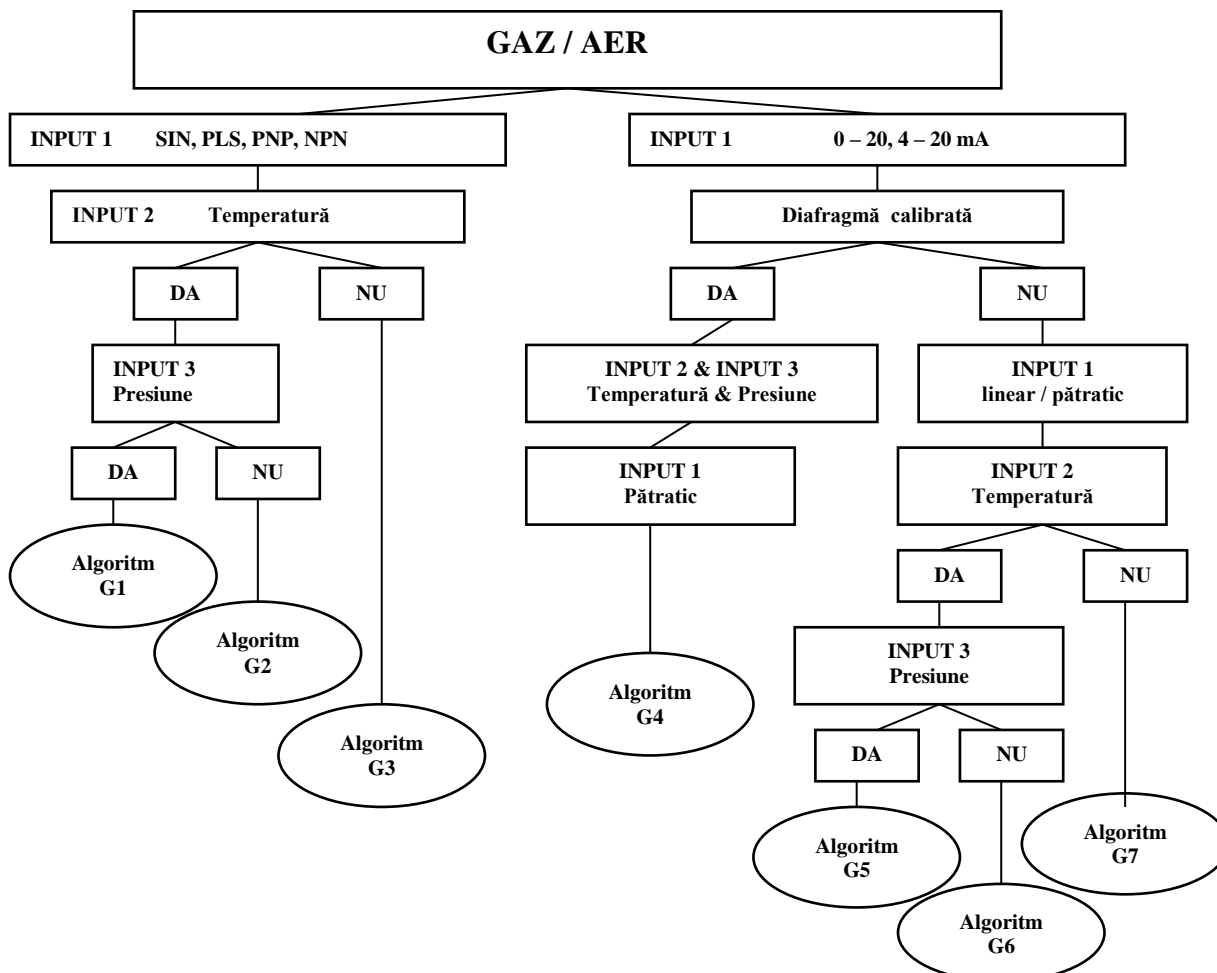 GAZ / AER
INPUT 1 SIN, PLS, PNP, NPN
INPUT 1 0 – 20, 4 – 20 mA
INPUT 2 Temperatură
Diafragmă calibrată
DA
NU
DA
NU
INPUT 3
Presiune
INPUT 2 & INPUT 3
Temperatură & Presiune
INPUT 1
linear / pătratic
DA
NU
INPUT 1
Pătratic
INPUT 2
Temperatură
Algoritm
G1
Algoritm
G2
Algoritm
G3
Algoritm
G4
DA
NU
INPUT 3
Presiune
DA
NU
Algoritm
G5
Algoritm
G6
Algoritm
G7